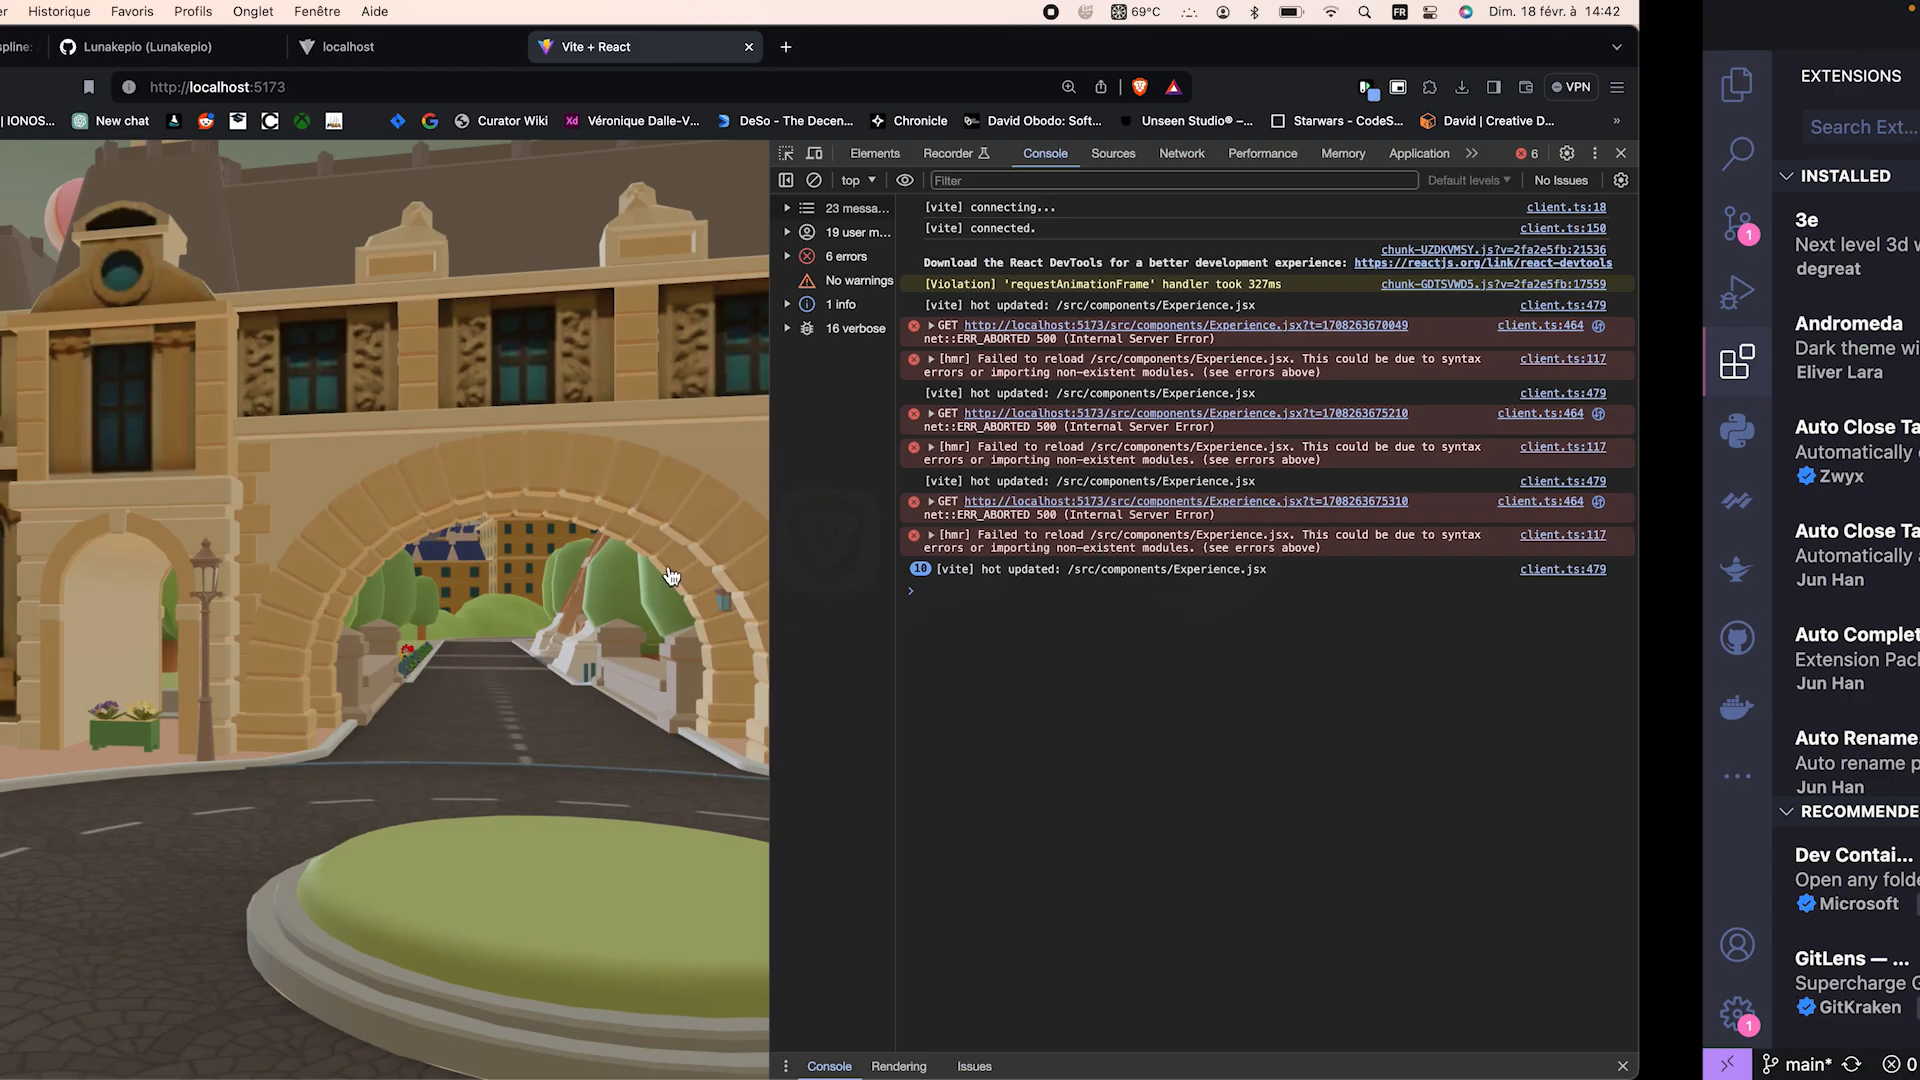 er Historique Favoris Profils Onglet Fenêtre Aide
69°C FR Dim. 18 févr. à 14:42
spline: Lunakepio (Lunakepio) localhost Vite + React
http://localhost:5173 VPN
| IONOS... New chat Curator Wiki Xd Véronique Dalle-V... DeSo - The Decen... Chronicle David Obodo: Soft... Unseen Studio® –... Starwars - CodeS... David | Creative D... »
Elements Recorder Console Sources Network Performance Memory Application 6
top Filter Default levels No Issues
23 messa...
19 user m...
6 errors
No warnings
1 info
16 verbose
[vite] connecting... client.ts:18
[vite] connected. client.ts:150
chunk-UZDKVMSY.js?v=2fa2e5fb:21536
Download the React DevTools for a better development experience: https://reactjs.org/link/react-devtools
[Violation] 'requestAnimationFrame' handler took 327ms chunk-GDTSVWD5.js?v=2fa2e5fb:17559
[vite] hot updated: /src/components/Experience.jsx client.ts:479
GET http://localhost:5173/src/components/Experience.jsx?t=1708263670049 client.ts:464
net::ERR_ABORTED 500 (Internal Server Error)
[hmr] Failed to reload /src/components/Experience.jsx. This could be due to syntax client.ts:117
errors or importing non-existent modules. (see errors above)
[vite] hot updated: /src/components/Experience.jsx client.ts:479
GET http://localhost:5173/src/components/Experience.jsx?t=1708263675210 client.ts:464
net::ERR_ABORTED 500 (Internal Server Error)
[hmr] Failed to reload /src/components/Experience.jsx. This could be due to syntax client.ts:117
errors or importing non-existent modules. (see errors above)
[vite] hot updated: /src/components/Experience.jsx client.ts:479
GET http://localhost:5173/src/components/Experience.jsx?t=1708263675310 client.ts:464
net::ERR_ABORTED 500 (Internal Server Error)
[hmr] Failed to reload /src/components/Experience.jsx. This could be due to syntax client.ts:117
errors or importing non-existent modules. (see errors above)
10 [vite] hot updated: /src/components/Experience.jsx client.ts:479
Console Rendering Issues
EXTENSIONS
Search Ext...
INSTALLED
3e
Next level 3d w
degreat
Andromeda
Dark theme wi
Eliver Lara
Auto Close Ta
Automatically c
Zwyx
Auto Close Ta
Automatically a
Jun Han
Auto Complet
Extension Pack
Jun Han
Auto Rename
Auto rename p
Jun Han
RECOMMENDE
Dev Contai...
Open any folde
Microsoft
GitLens — ...
Supercharge G
GitKraken
1
1
main* 0